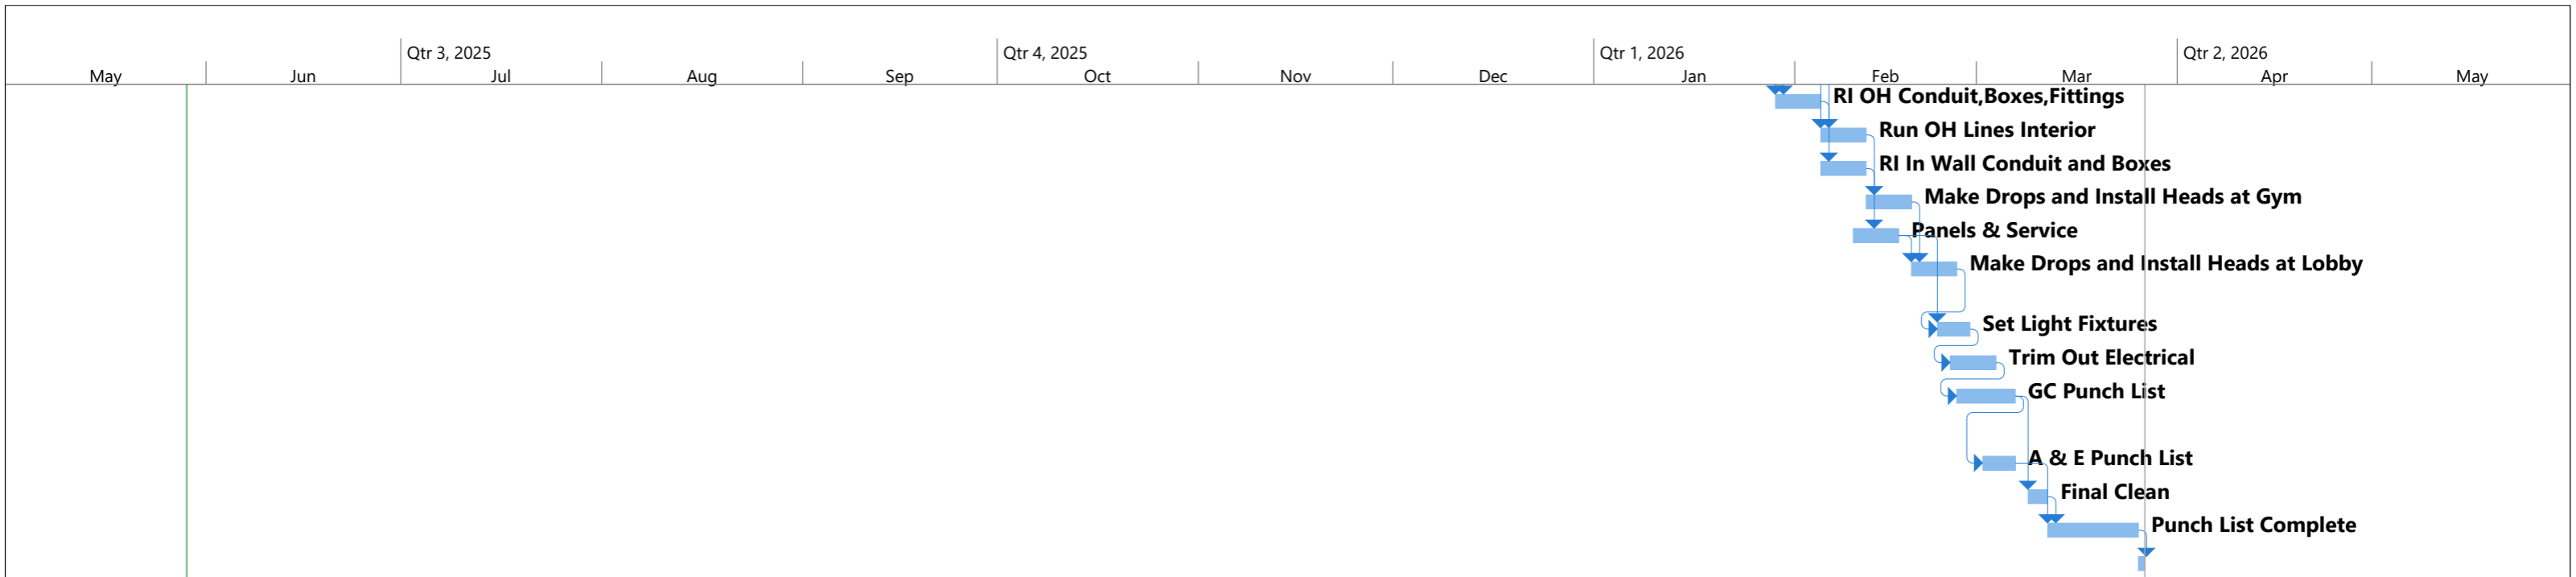 Qtr 3, 2025 Qtr 4, 2025 Qtr 1, 2026 Qtr 2, 2026
May Jun Jul Aug Sep Oct Nov Dec Jan Feb Mar Apr May
RI OH Conduit,Boxes,Fittings
Run OH Lines Interior
RI In Wall Conduit and Boxes
Make Drops and Install Heads at Gym
Panels & Service
Make Drops and Install Heads at Lobby
Set Light Fixtures
Trim Out Electrical
GC Punch List
A & E Punch List
Final Clean
Punch List Complete